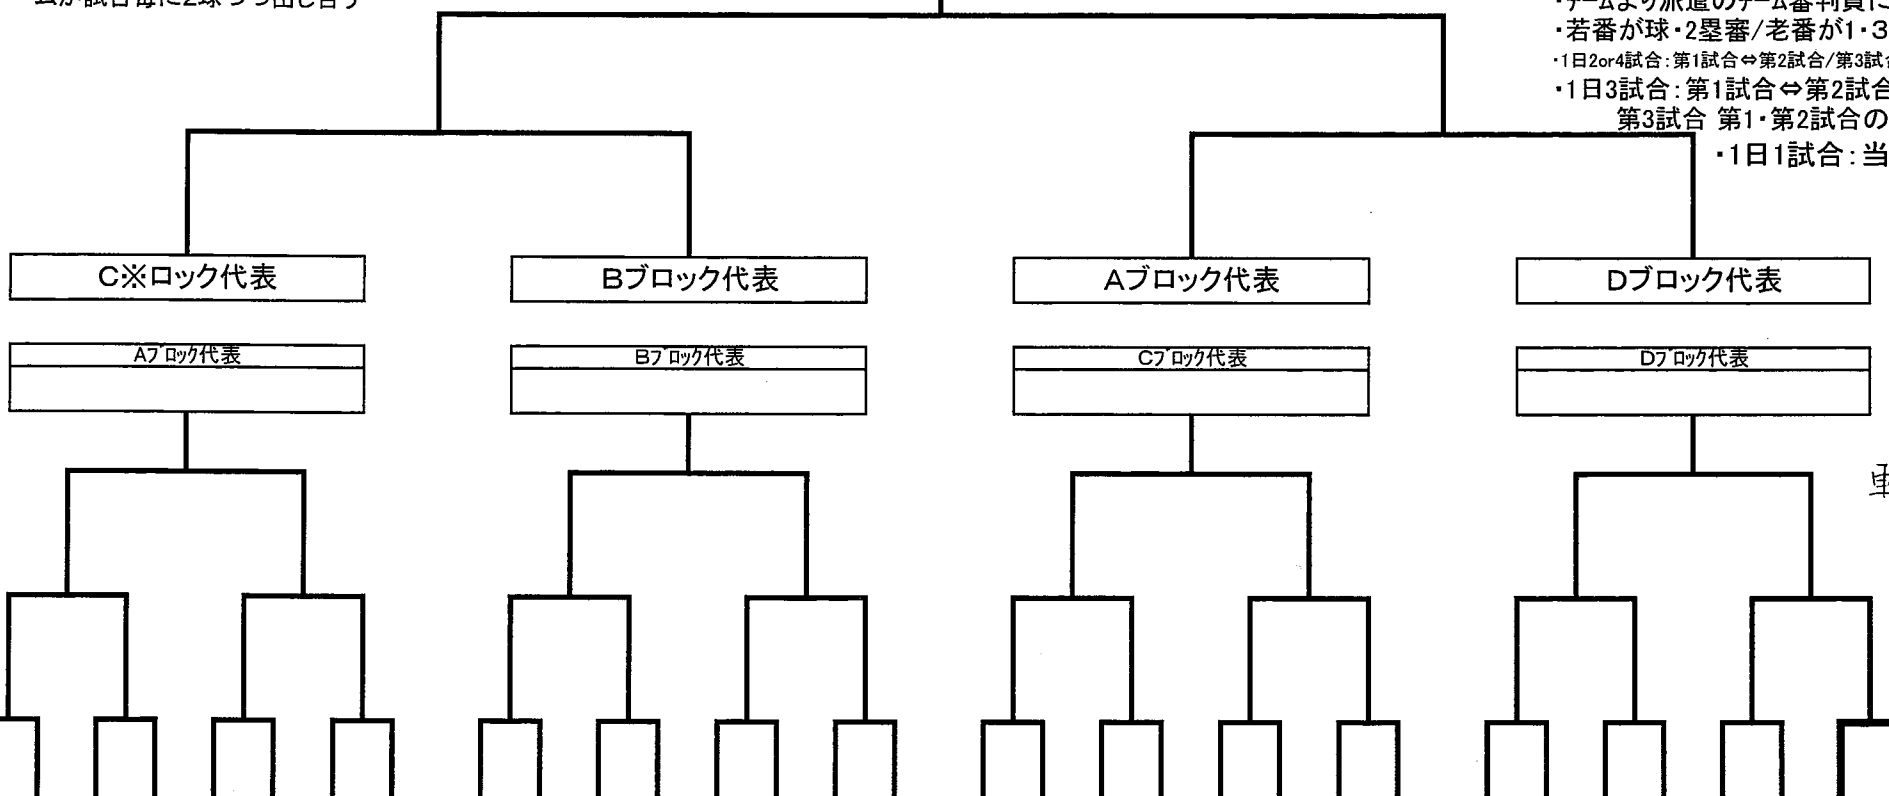 ムが試合毎に2球づつ出し合う
・チームより派遣のチーム審判員に
・若番が球・2塁審/老番が1・3
・1日2or4試合:第1試合⇔第2試合/第3試合
・1日3試合:第1試合⇔第2試合
第3試合 第1・第2試合の
・1日1試合:当
C※ロック代表
Bブロック代表
Aブロック代表
Dブロック代表
Aブロック代表
Bブロック代表
Cブロック代表
Dブロック代表